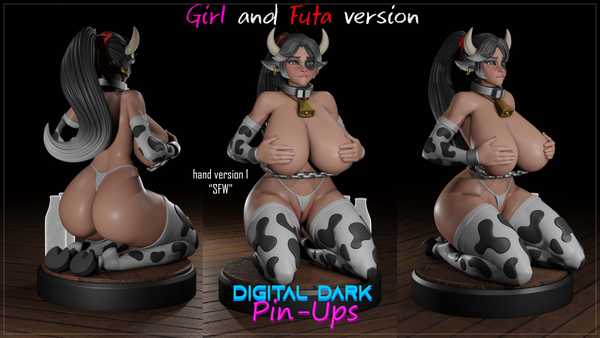 Girl and Futa version
hand version 1
"SFW"
DIGITAL DARK
Pin-Ups